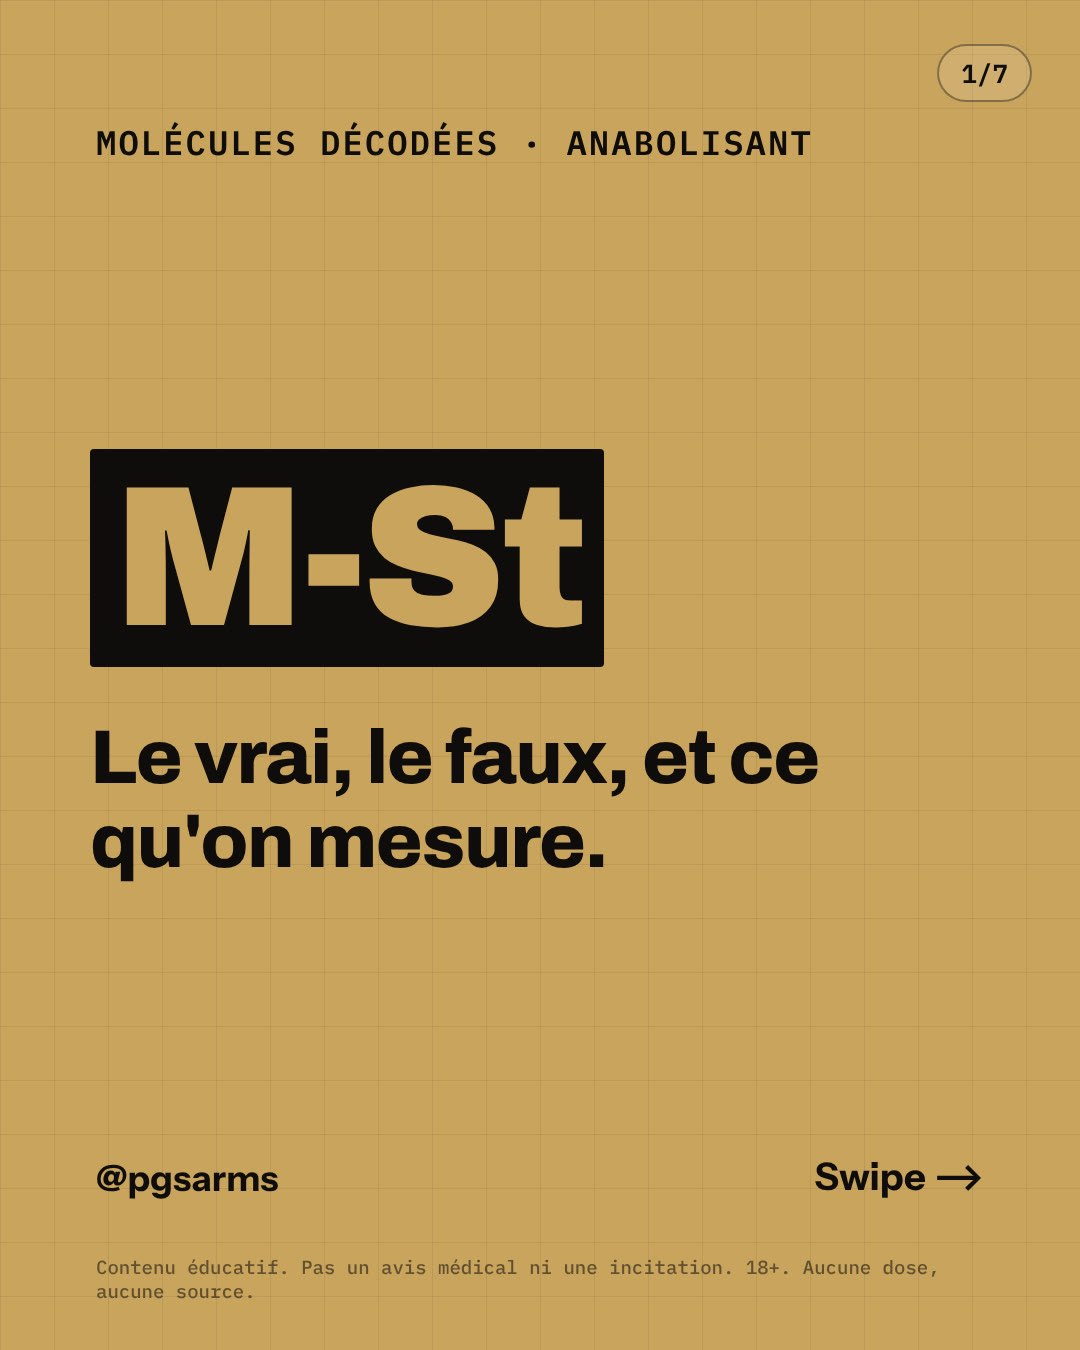 1/7
MOLÉCULES DÉCODÉES · ANABOLISANT
M-St
Le vrai, le faux, et ce
qu'on mesure.
@pgsarms
Swipe →
Contenu éducatif. Pas un avis médical ni une incitation. 18+. Aucune dose,
aucune source.